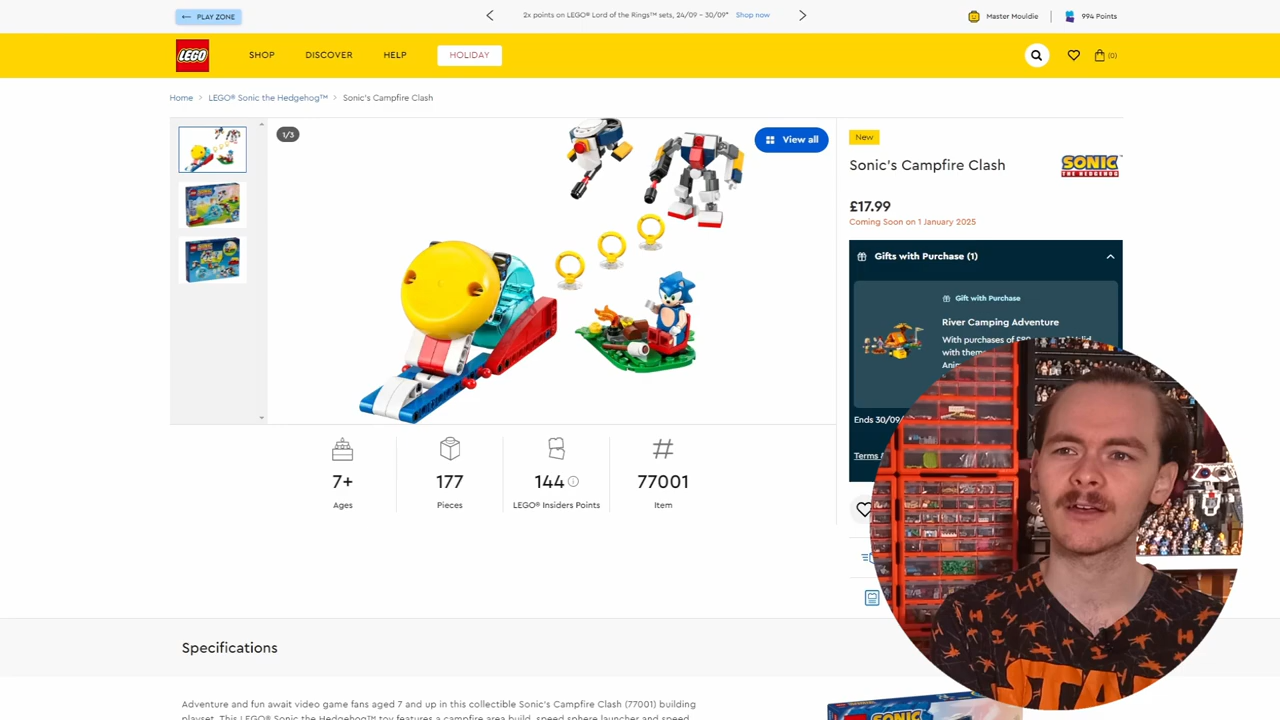 PLAY ZONE
2x points on LEGO® Lord of the Rings™ sets, 24/09 - 30/09*
Shop now
Master Mouldie
994 Points
LEGO
SHOP
DISCOVER
HELP
HOLIDAY
(0)
Home
LEGO® Sonic the Hedgehog™
Sonic's Campfire Clash
1/3
View all
New
Sonic's Campfire Clash
SONIC
THE HEDGEHOG
£17.99
Coming Soon on 1 January 2025
Gifts with Purchase (1)
Gift with Purchase
River Camping Adventure
With purchases of
with them
Ani
Ends 30/09
Terms
7+
Ages
177
Pieces
144
LEGO® Insiders Points
#
77001
Item
Specifications
Adventure and fun await video game fans aged 7 and up in this collectible Sonic's Campfire Clash (77001) building
playset. This LEGO® Sonic the Hedgehog™ toy features a campfire area build, speed sphere launcher and speed
SONIC
STAR